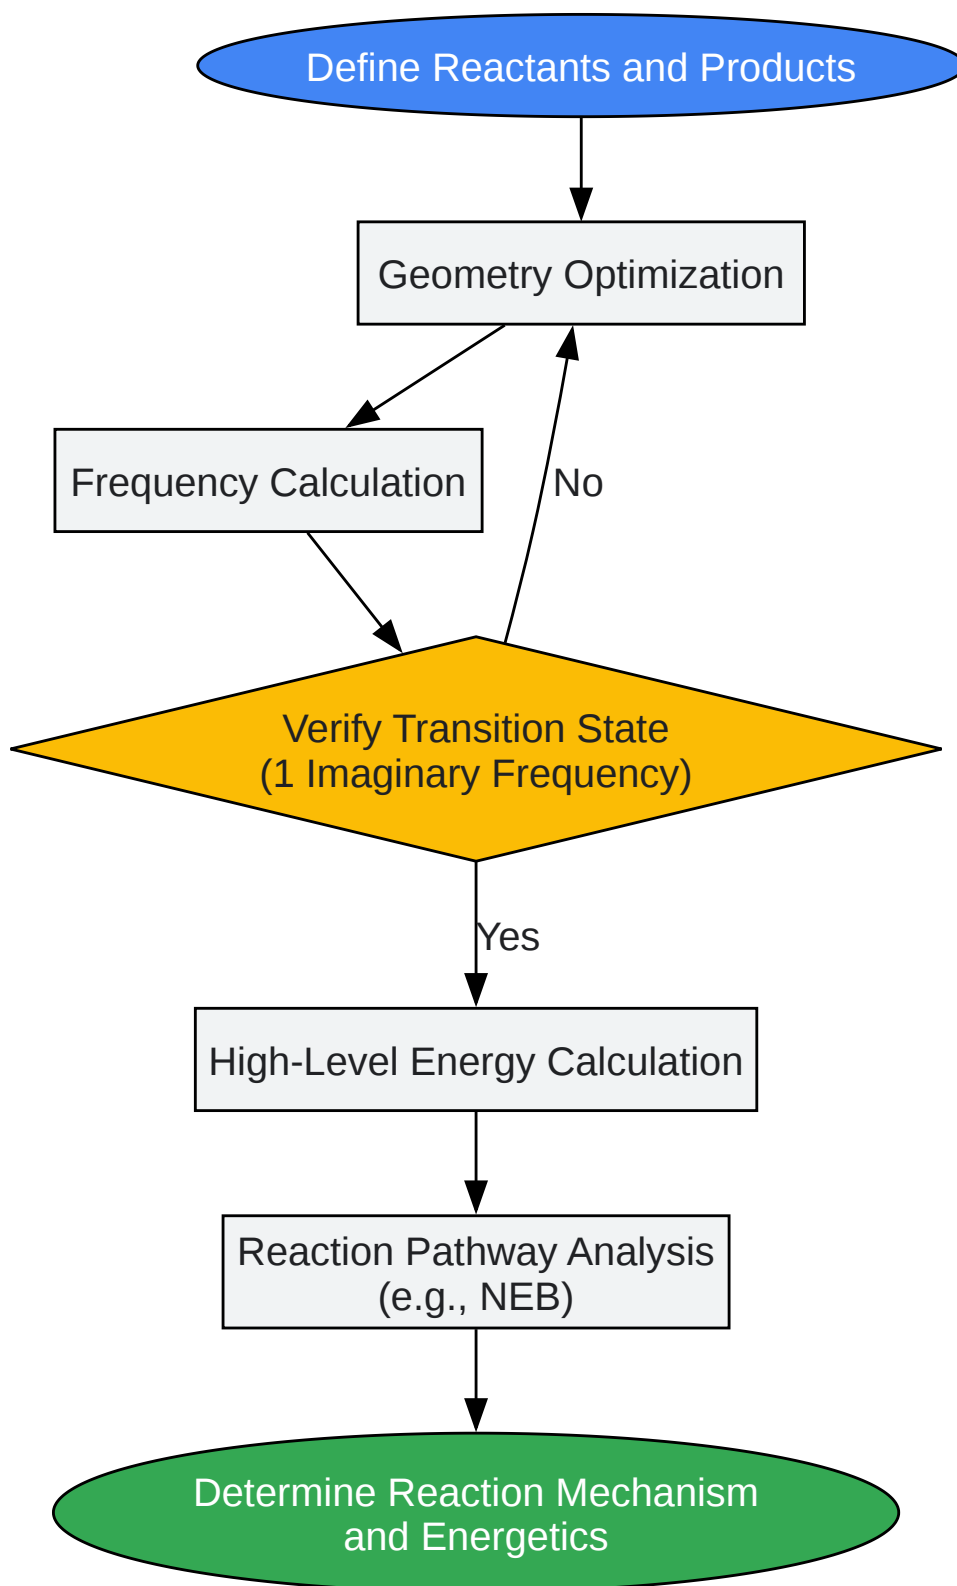 Define Reactants and Products
Geometry Optimization
Frequency Calculation
No
Verify Transition State
(1 Imaginary Frequency)
Yes
High-Level Energy Calculation
Reaction Pathway Analysis
(e.g., NEB)
Determine Reaction Mechanism
and Energetics